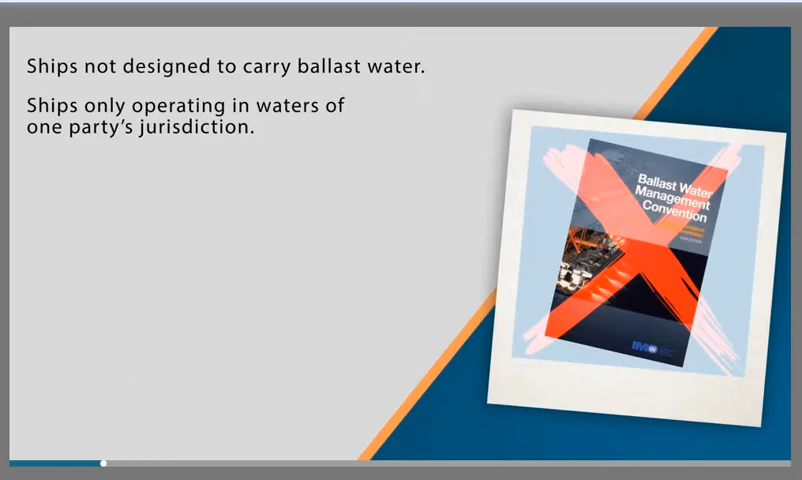 Ships not designed to carry ballast water.
Ships only operating in waters of
one party's jurisdiction.
Ballast Water
Management
Convention
IMO